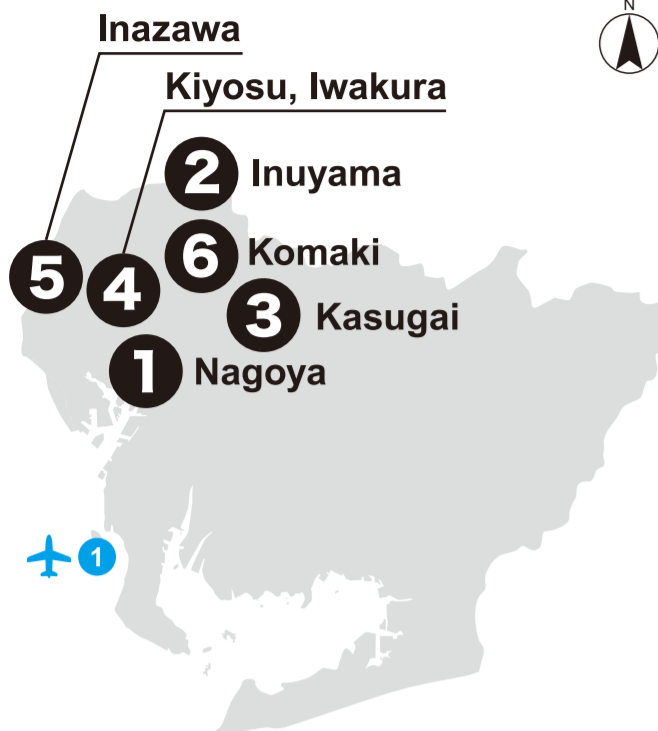 N
Inazawa
Kiyosu, Iwakura
2 Inuyama
6 Komaki
5
4
3 Kasugai
1 Nagoya
1